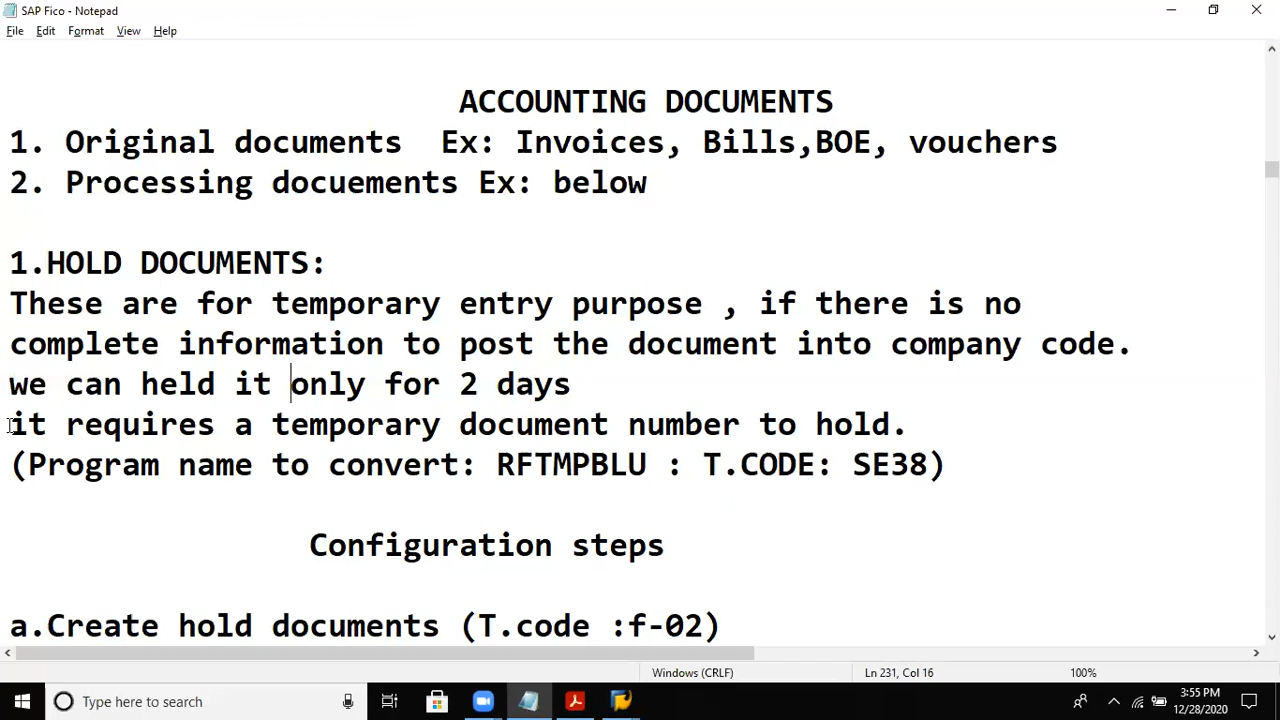 SAP Fico - Notepad
File Edit Format View Help
ACCOUNTING DOCUMENTS
1. Original documents Ex: Invoices, Bills,BOE, vouchers
2. Processing docuements Ex: below
1.HOLD DOCUMENTS:
These are for temporary entry purpose , if there is no
complete information to post the document into company code.
we can held it only for 2 days
it requires a temporary document number to hold.
(Program name to convert: RFTMPBLU : T.CODE: SE38)
Configuration steps
a.Create hold documents (T.code :f-02)
Windows (CRLF) Ln 231, Col 16 100%
Type here to search
3:55 PM
12/28/2020